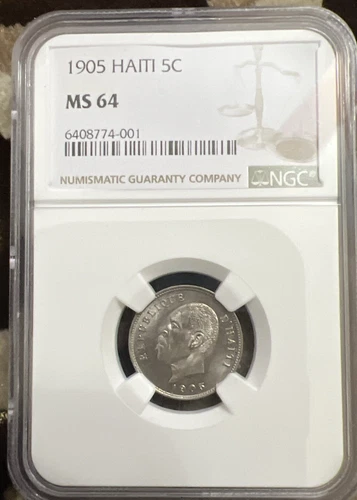 1905 HAITI 5C
MS 64
6408774-001
NUMISMATIC GUARANTY COMPANY
NGC®
REPUBLIQUE D'HAITI
1905